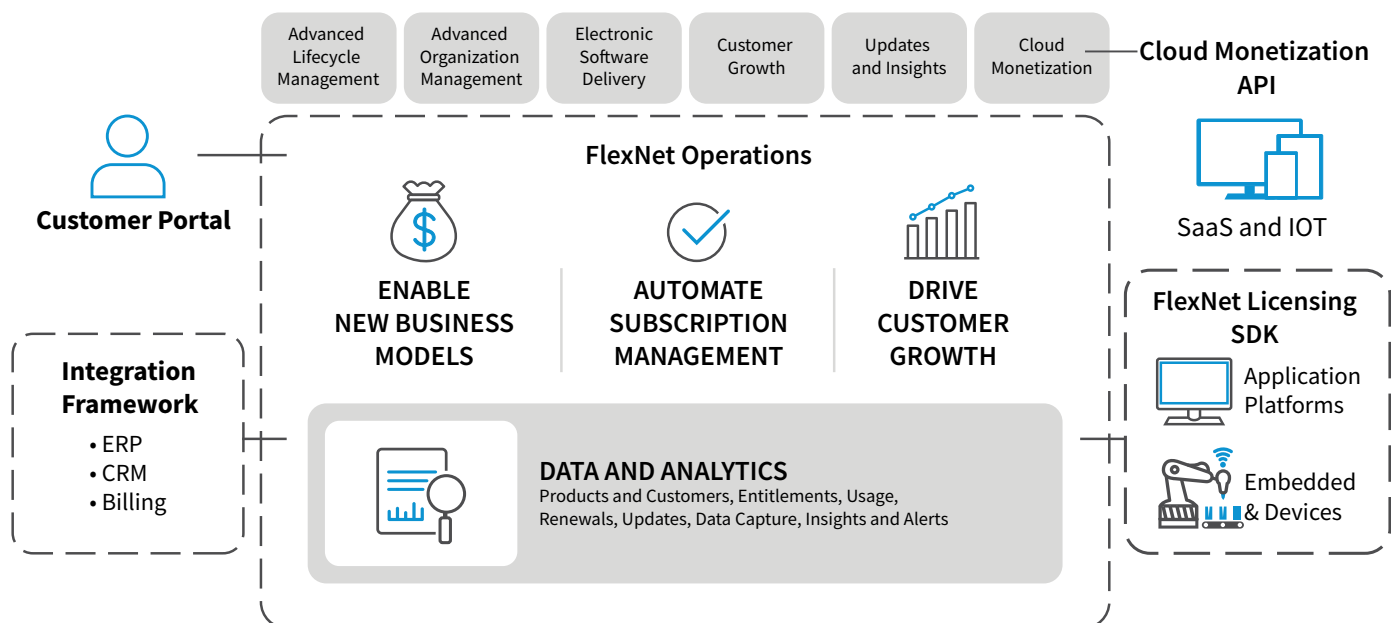 Advanced
Lifecycle
Management
Advanced
Organization
Management
Electronic
Software
Delivery
Customer
Growth
Updates
and Insights
Cloud
Monetization
Cloud Monetization
API
SaaS and IOT
Customer Portal
FlexNet Operations
$
ENABLE
NEW BUSINESS
MODELS
AUTOMATE
SUBSCRIPTION
MANAGEMENT
DRIVE
CUSTOMER
GROWTH
Integration
Framework
• ERP
• CRM
• Billing
DATA AND ANALYTICS
Products and Customers, Entitlements, Usage,
Renewals, Updates, Data Capture, Insights and Alerts
FlexNet Licensing
SDK
Application
Platforms
Embedded
& Devices